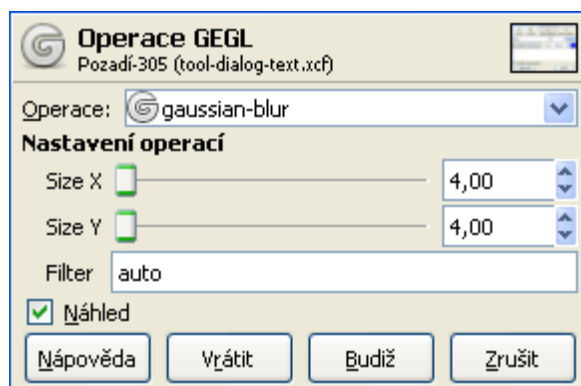 Operace GEGL
Pozadí-305 (tool-dialog-text.xcf)
Operace: gaussian-blur
Nastavení operací
Size X 4,00
Size Y 4,00
Filter auto
Náhled
Nápověda Vrátit Budiž Zrušit